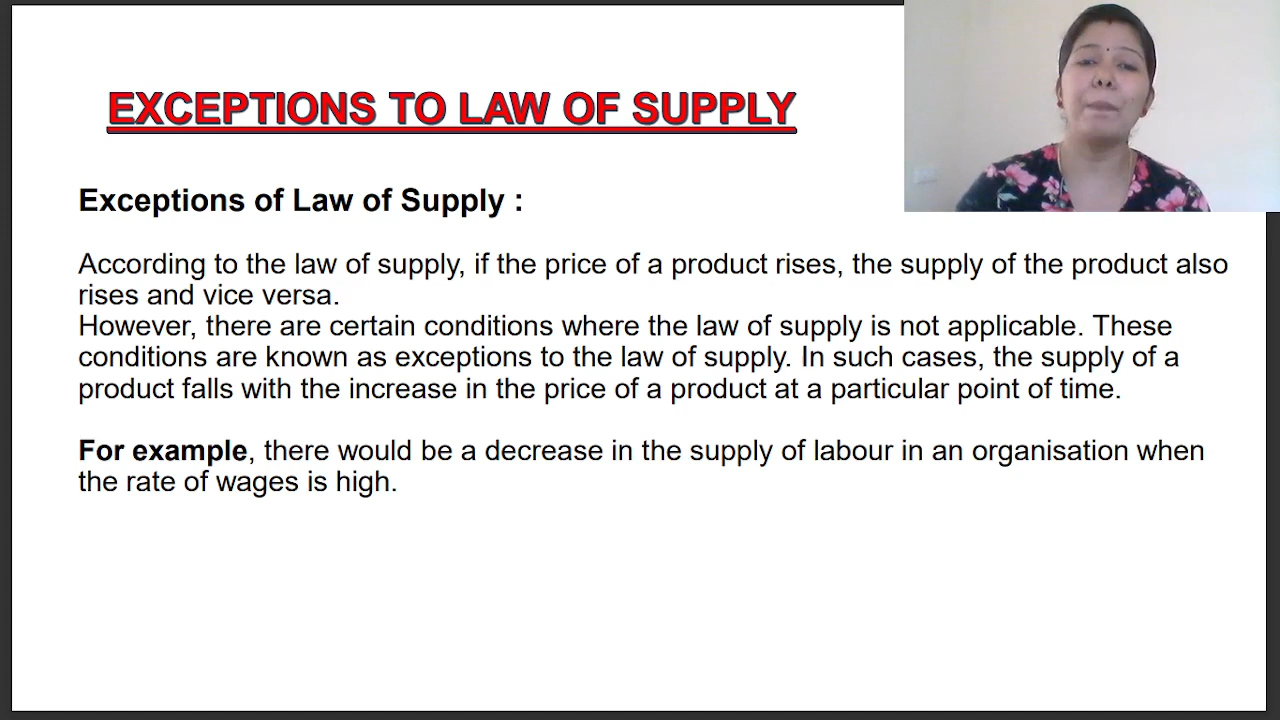 EXCEPTIONS TO LAW OF SUPPLY
Exceptions of Law of Supply :
According to the law of supply, if the price of a product rises, the supply of the product also
rises and vice versa.
However, there are certain conditions where the law of supply is not applicable. These
conditions are known as exceptions to the law of supply. In such cases, the supply of a
product falls with the increase in the price of a product at a particular point of time.
For example, there would be a decrease in the supply of labour in an organisation when
the rate of wages is high.